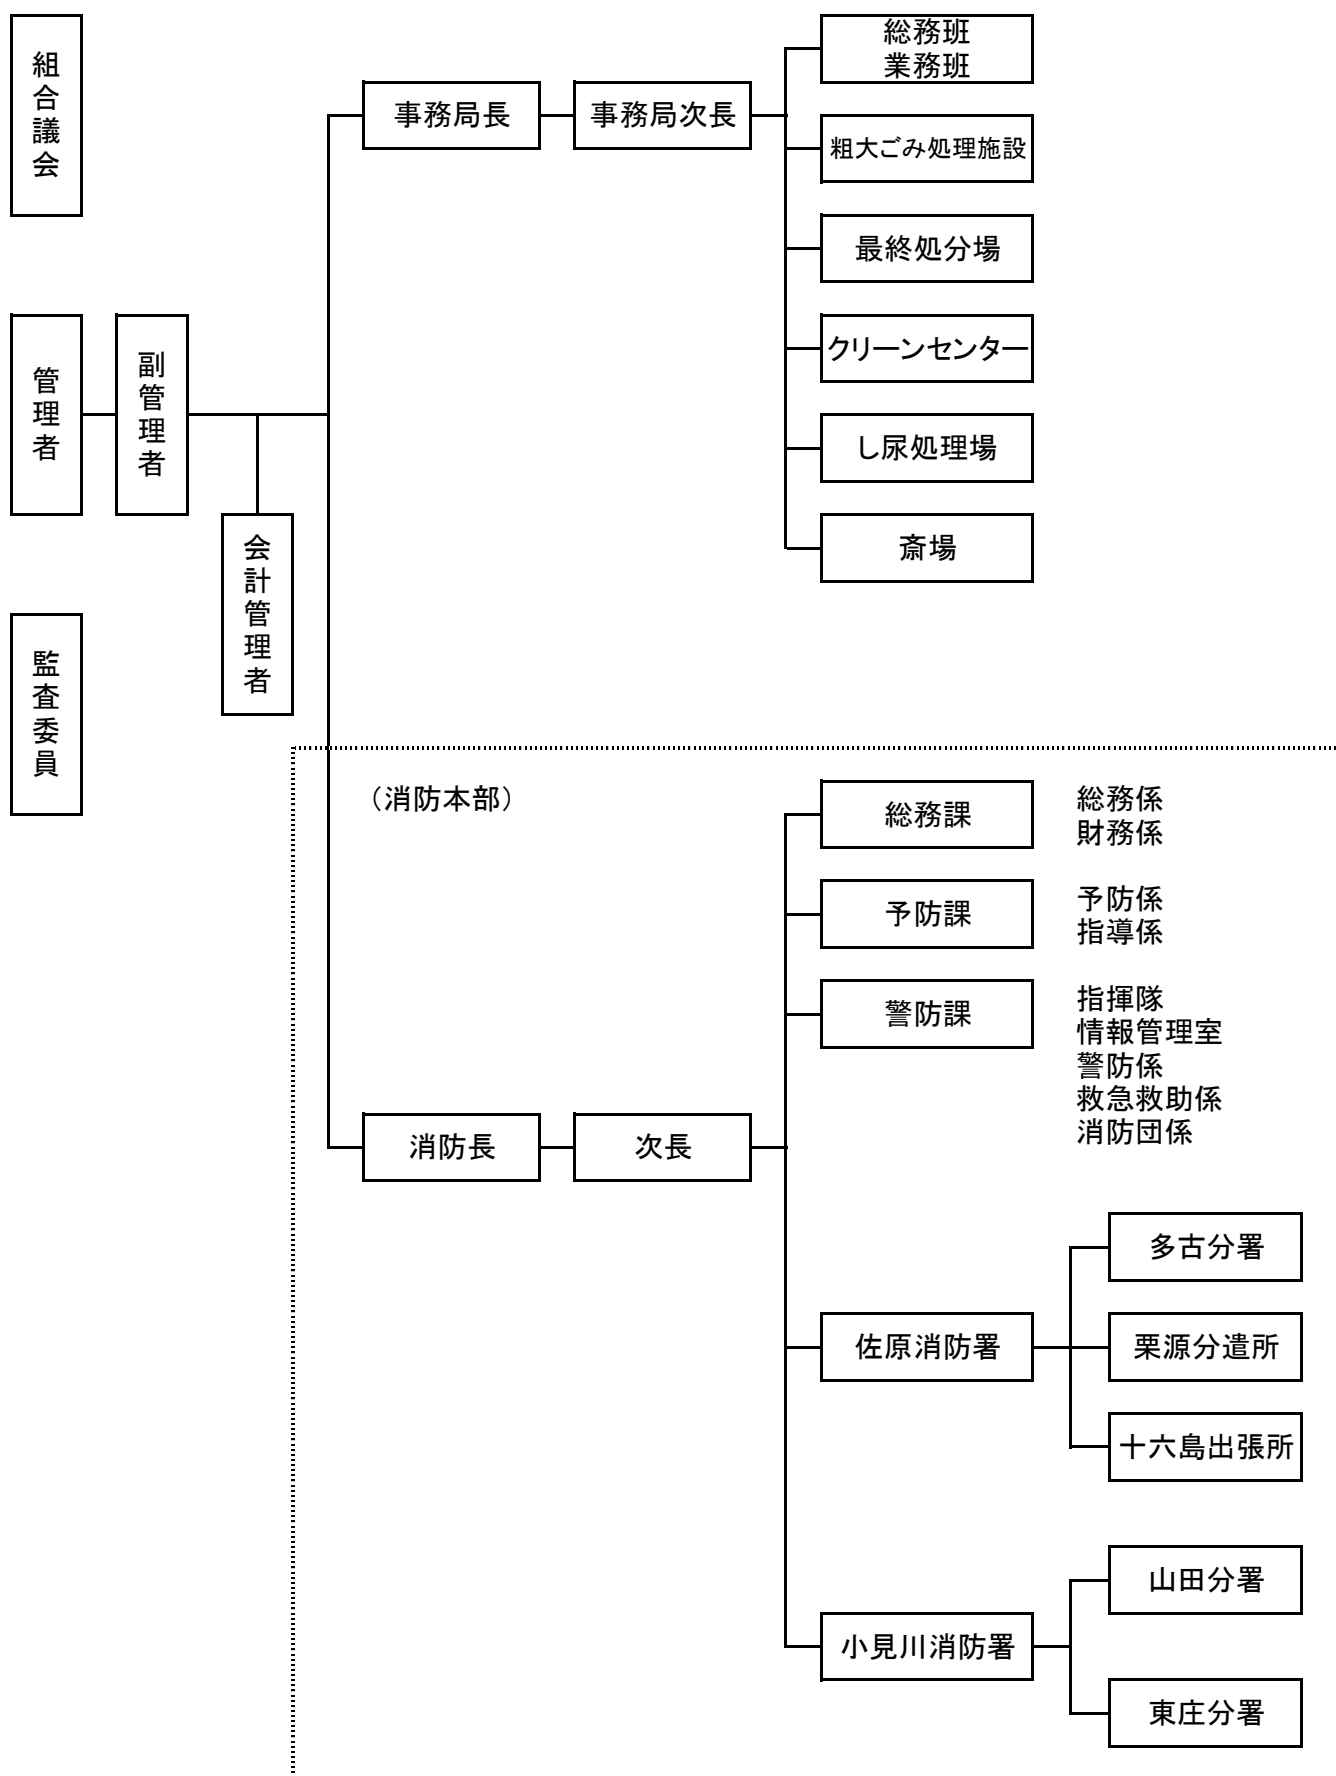 組合議会
管理者
副管理者
会計管理者
監査委員
事務局長
事務局次長
総務班
業務班
粗大ごみ処理施設
最終処分場
クリーンセンター
し尿処理場
斎場
（消防本部）
消防長
次長
総務課
総務係
財務係
予防課
予防係
指導係
警防課
指揮隊
情報管理室
警防係
救急救助係
消防団係
佐原消防署
多古分署
栗源分遣所
十六島出張所
小見川消防署
山田分署
東庄分署